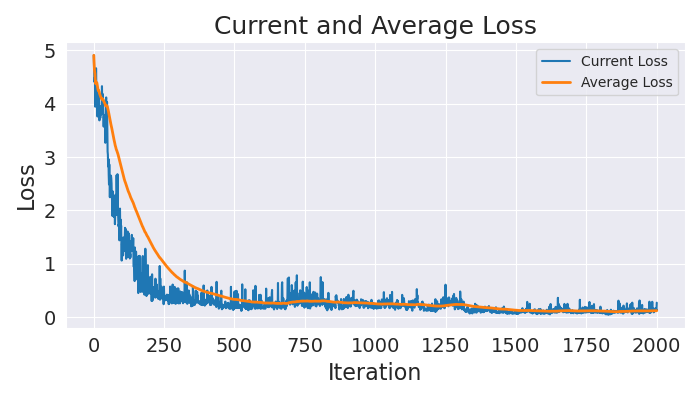 Current and Average Loss
5
4
3
2
1
0
Loss
Current Loss
Average Loss
0 250 500 750 1000 1250 1500 1750 2000
Iteration